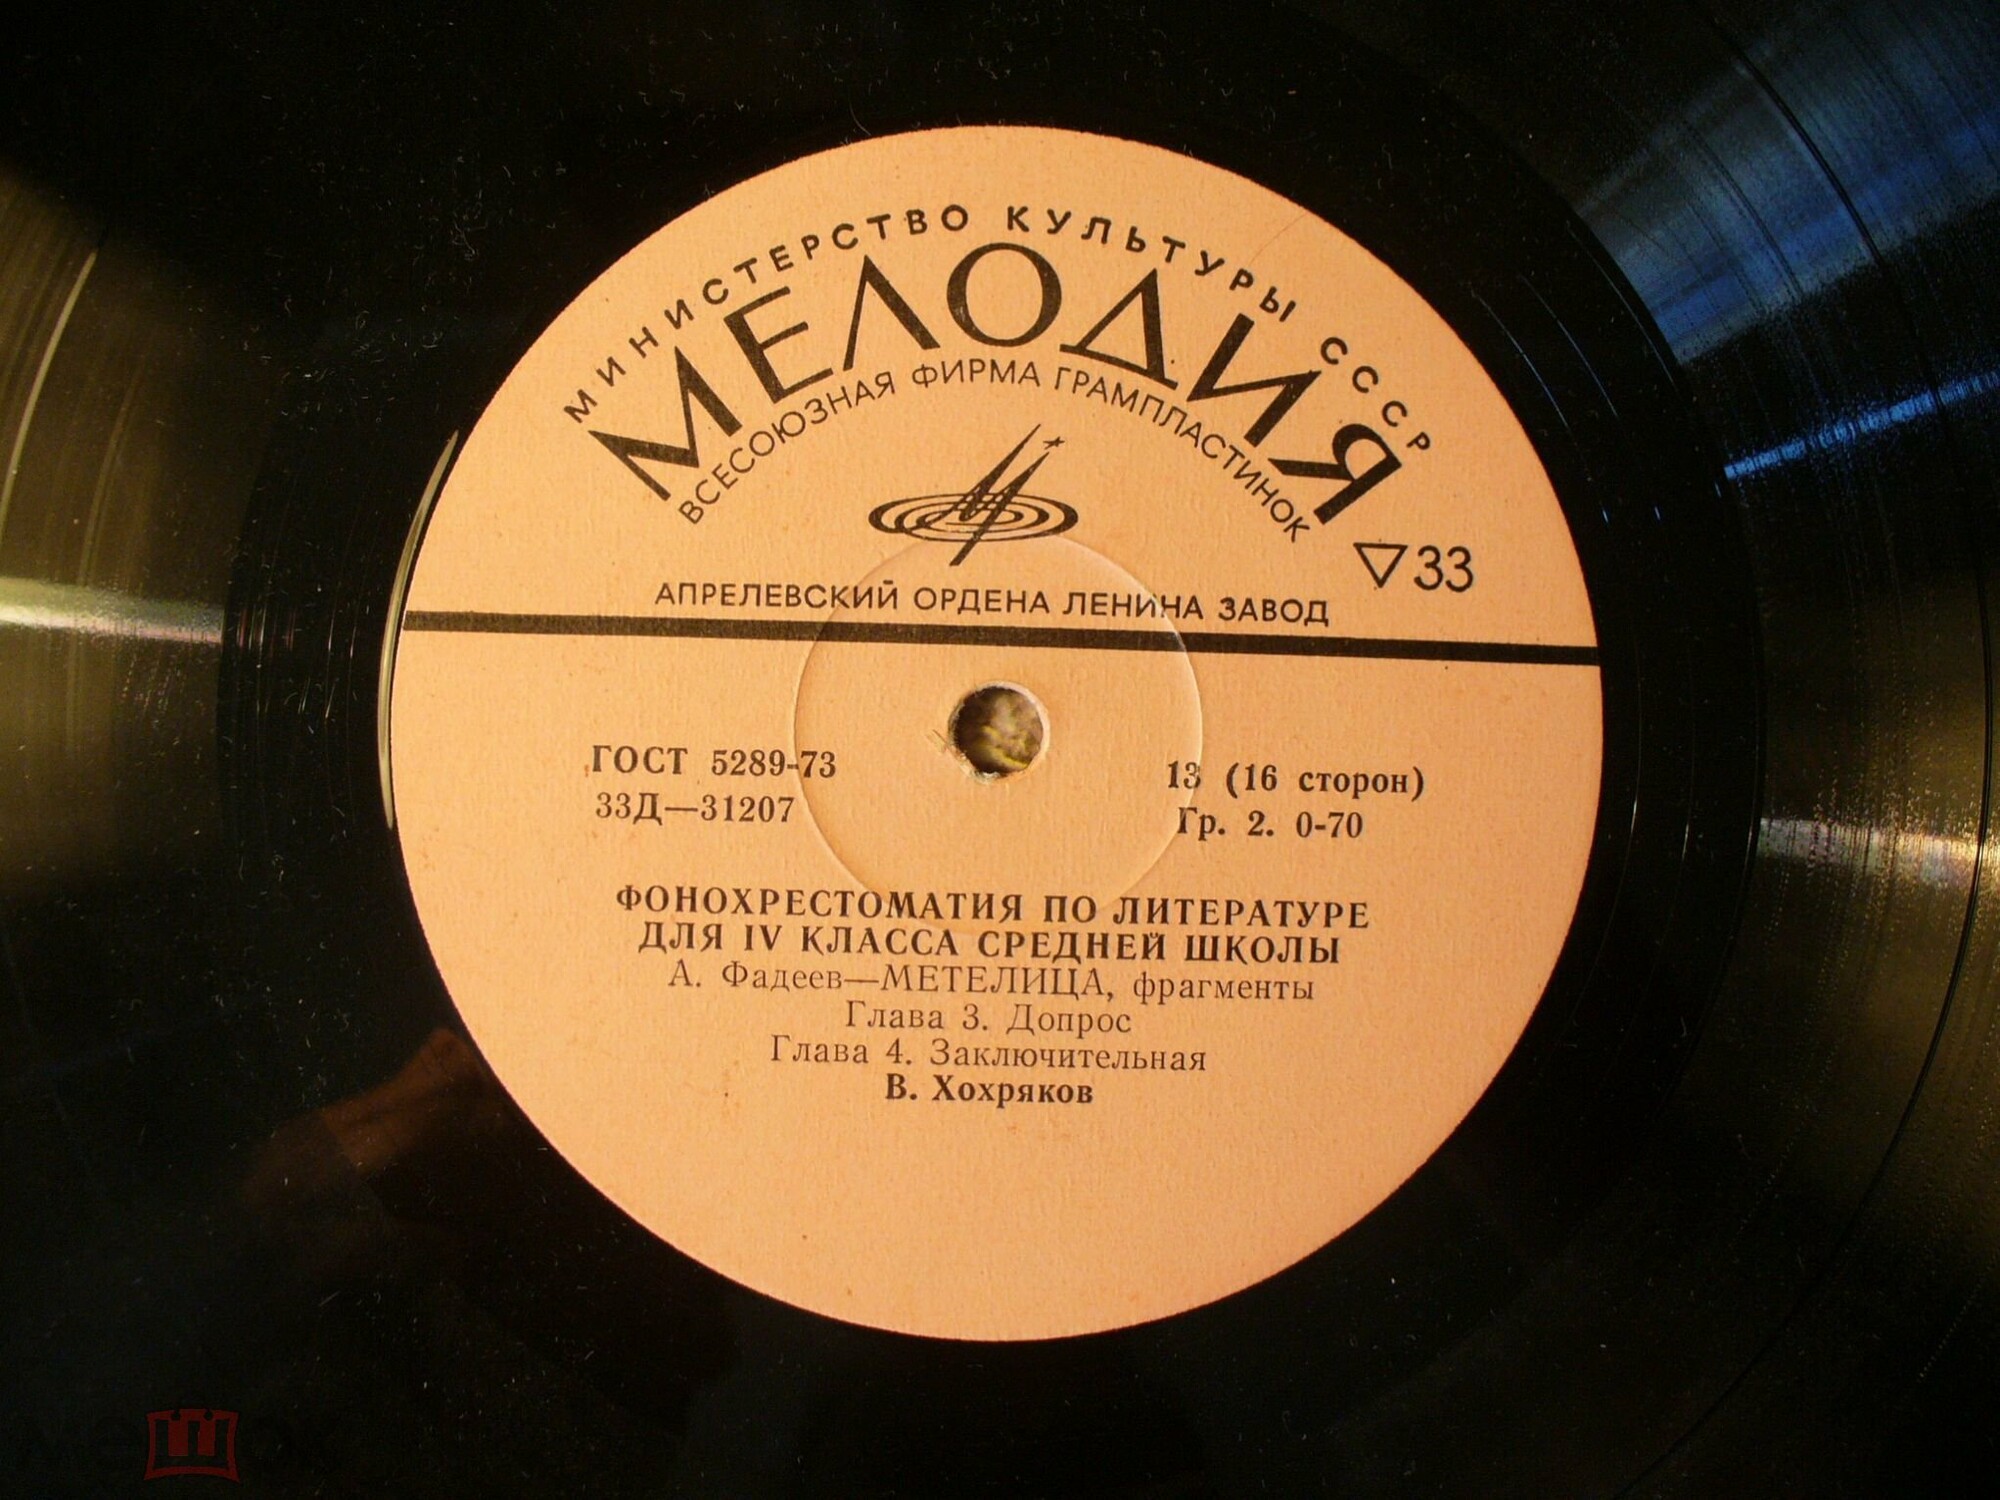 МИНИСТЕРСТВО КУЛЬТУРЫ СССР
МЕЛОДИЯ
ВСЕСОЮЗНАЯ ФИРМА ГРАМПЛАСТИНОК
▽33
АПРЕЛЕВСКИЙ ОРДЕНА ЛЕНИНА ЗАВОД
ГОСТ 5289-73
13 (16 сторон)
33Д—31207
Гр. 2. 0-70
ФОНОХРЕСТОМАТИЯ ПО ЛИТЕРАТУРЕ
ДЛЯ IV КЛАССА СРЕДНЕЙ ШКОЛЫ
А. Фадеев—МЕТЕЛИЦА, фрагменты
Глава 3. Допрос
Глава 4. Заключительная
В. Хохряков